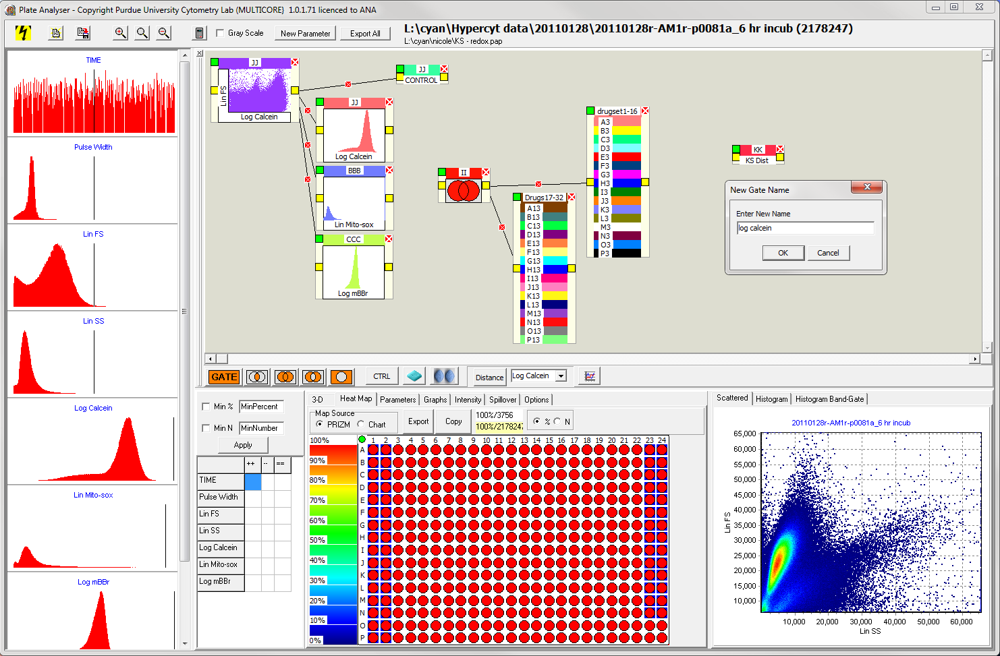 Plate Analyser - Copyright Purdue University Cytometry Lab (MULTICORE) 1.0.1.71 licenced to ANA
Gray Scale
New Parameter
Export All
L:\cyan\Hypercyt data\20110128\20110128r-AM1r-p0081a_6 hr incub (2178247)
L:\cyan\nicole\KS - redox.pap
TIME
Pulse Width
Lin FS
Lin SS
Log Calcein
Lin Mito-sox
Log mBBr
JJ
Lin FS
Log Calcein
JJ
CONTROL
JJ
Log Calcein
BBB
Lin Mito-sox
CCC
Log mBBr
II
Drugs17-32
A13
B13
C13
D13
E13
F13
G13
H13
I13
J13
K13
L13
M13
N13
O13
P13
drugset1-16
A3
B3
C3
D3
E3
F3
G3
H3
I3
J3
K3
L3
M3
N3
O3
P3
KK
KS Dist
New Gate Name
Enter New Name
log calcein
OK
Cancel
GATE
CTRL
Distance
Log Calcein
Min %
MinPercent
Min N
MinNumber
Apply
++ -- ==
TIME
Pulse Width
Lin FS
Lin SS
Log Calcein
Lin Mito-sox
Log mBBr
3-D
Heat Map
Parameters
Graphs
Intensity
Spillover
Options
Map Source
PRIZM
Chart
Export
Copy
100%/3756
100%/2178247
%
N
100%
90%
80%
70%
60%
50%
40%
30%
20%
10%
0%
1 2 3 4 5 6 7 8 9 10 11 12 13 14 15 16 17 18 19 20 21 22 23 24
A
B
C
D
E
F
G
H
I
J
K
L
M
N
O
P
Scattered
Histogram
Histogram Band-Gate
20110128r-AM1r-p0081a_6 hr incub
65,000
60,000
55,000
50,000
45,000
40,000
35,000
30,000
25,000
20,000
15,000
10,000
Lin FS
10,000 20,000 30,000 40,000 50,000 60,000
Lin SS